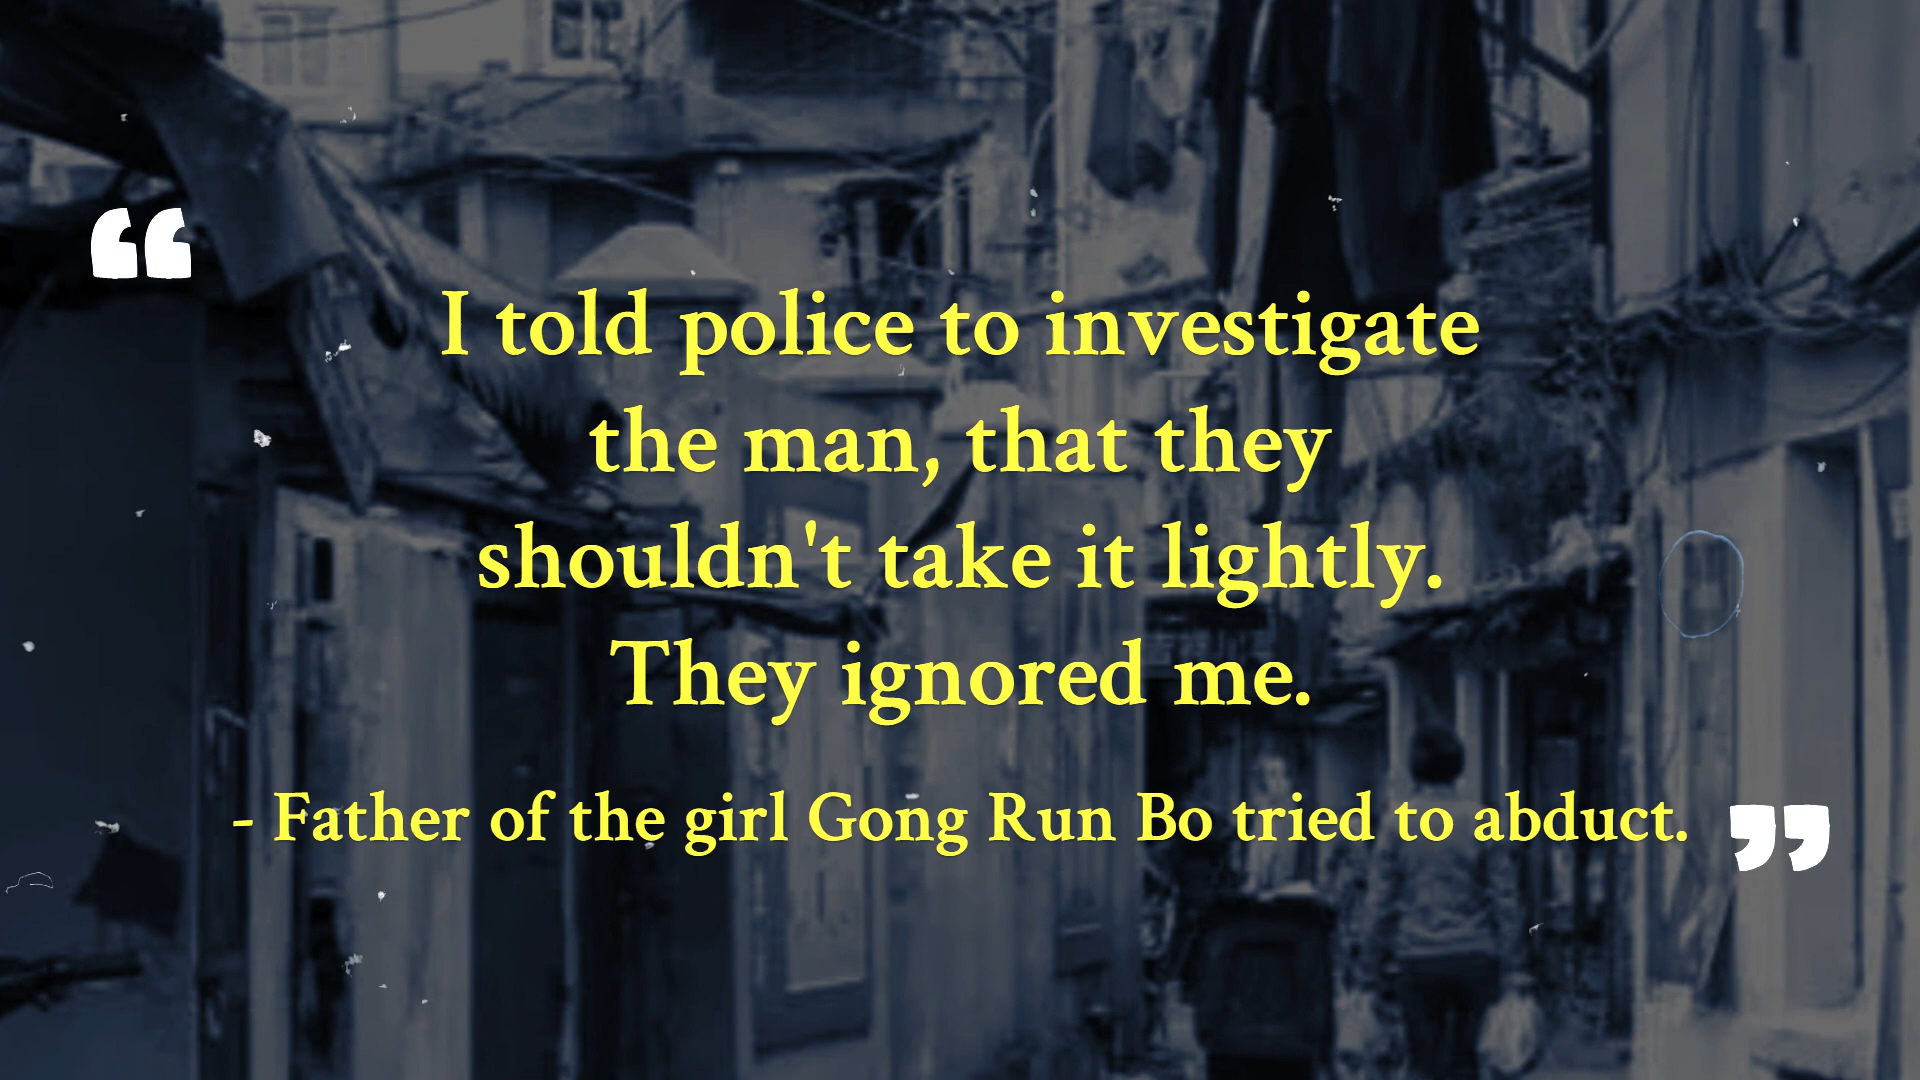 “
I told police to investigate
the man, that they
shouldn't take it lightly.
They ignored me.
- Father of the girl Gong Run Bo tried to abduct.
”